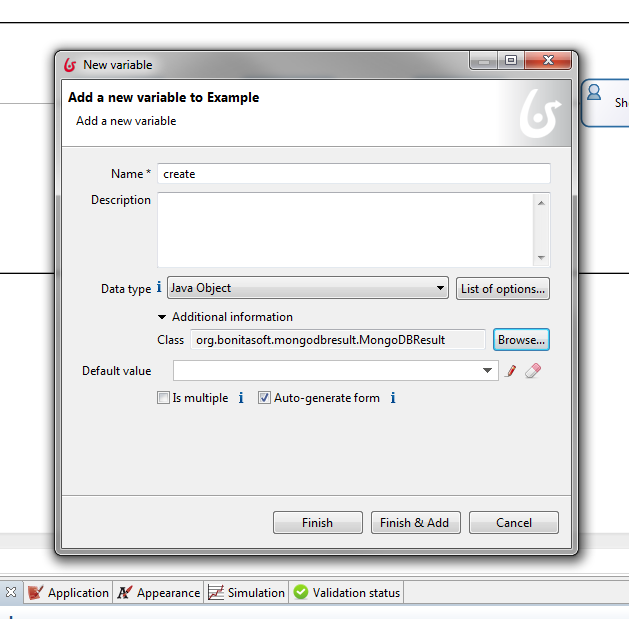 New variable
Add a new variable to Example
Add a new variable
Sh
Name * create
Description
Data type i Java Object List of options...
Additional information
Class org.bonitasoft.mongodbresult.MongoDBResult Browse...
Default value
Is multiple i Auto-generate form i
Finish Finish & Add Cancel
Application Appearance Simulation Validation status